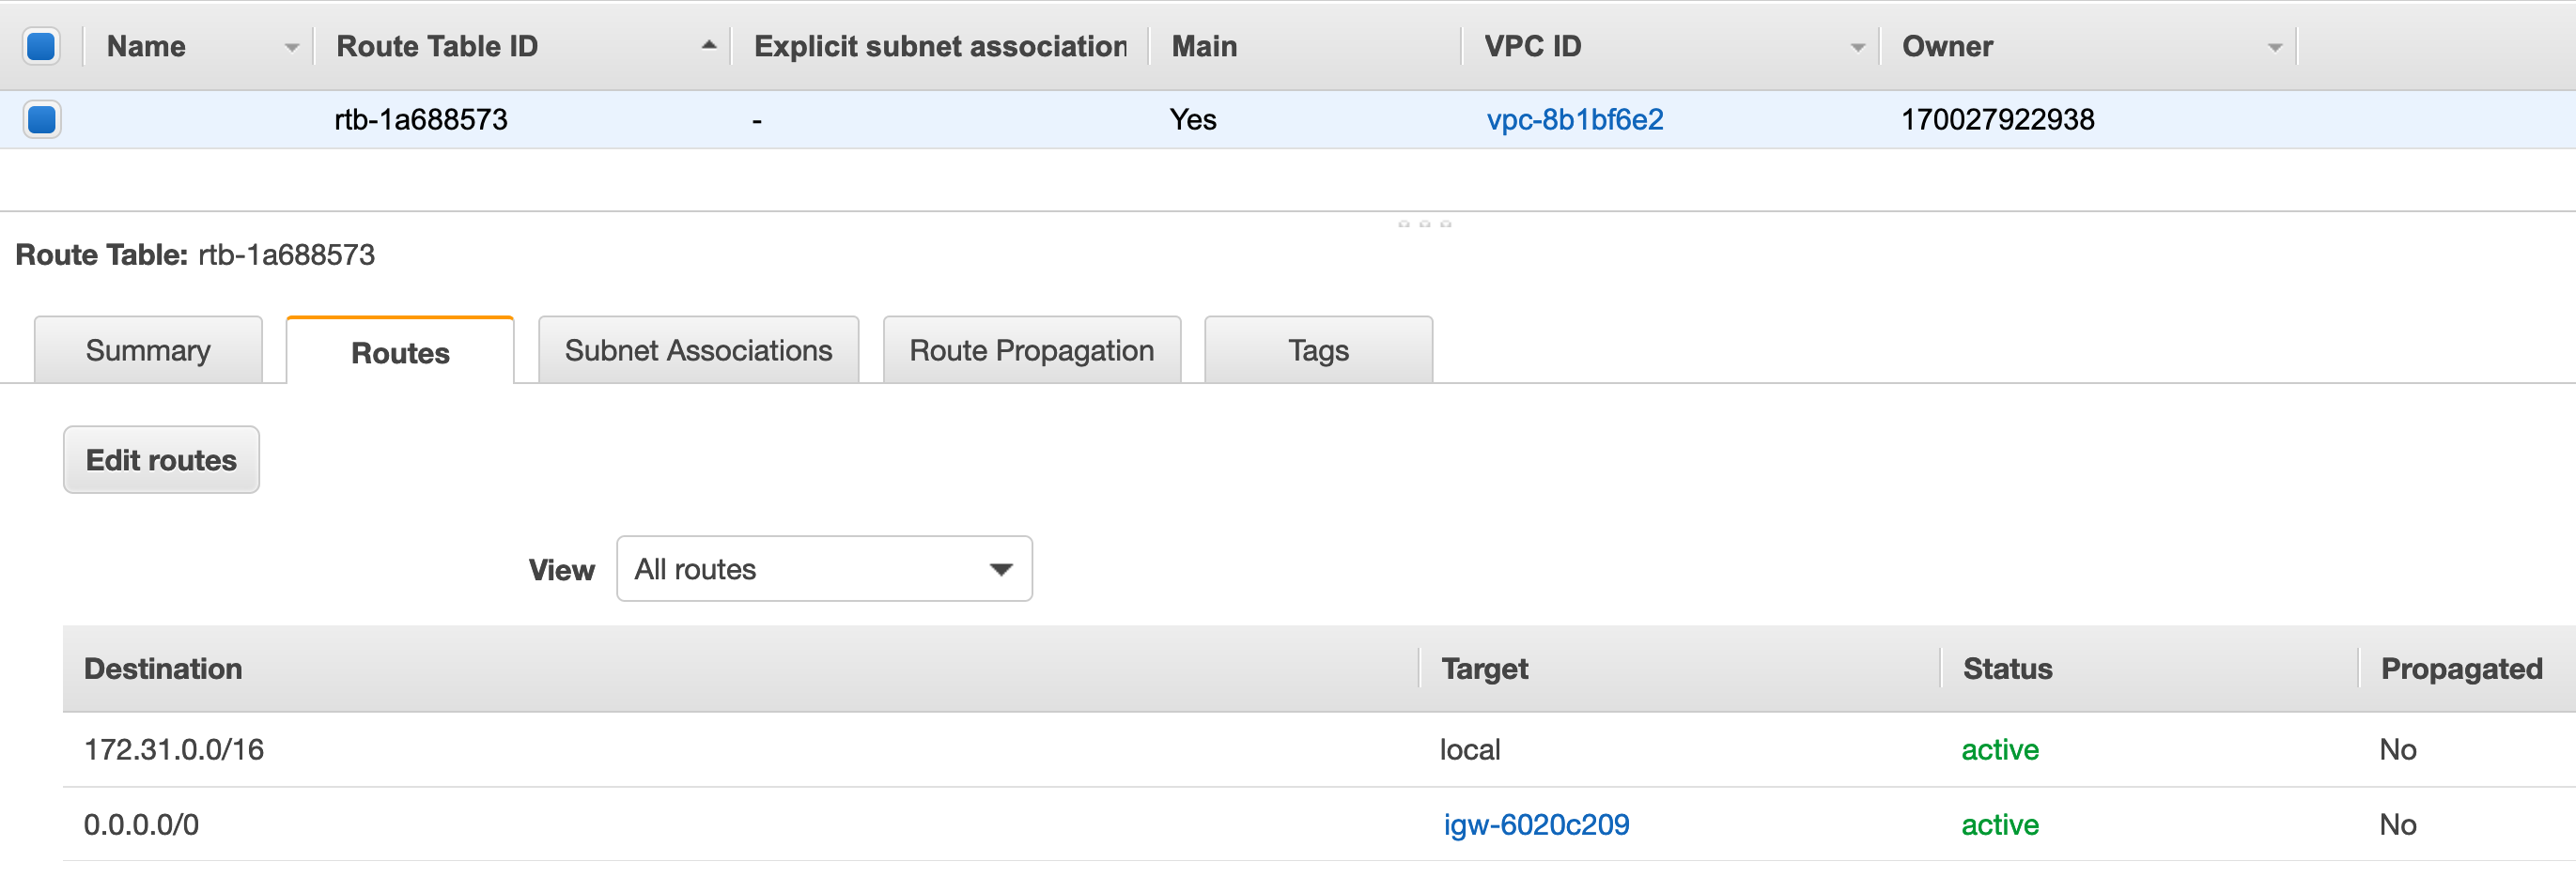 Name Route Table ID Explicit subnet association Main VPC ID Owner
rtb-1a688573 - Yes vpc-8b1bf6e2 170027922938
Route Table: rtb-1a688573
Summary Routes Subnet Associations Route Propagation Tags
Edit routes
View All routes
Destination Target Status Propagated
172.31.0.0/16 local active No
0.0.0.0/0 igw-6020c209 active No